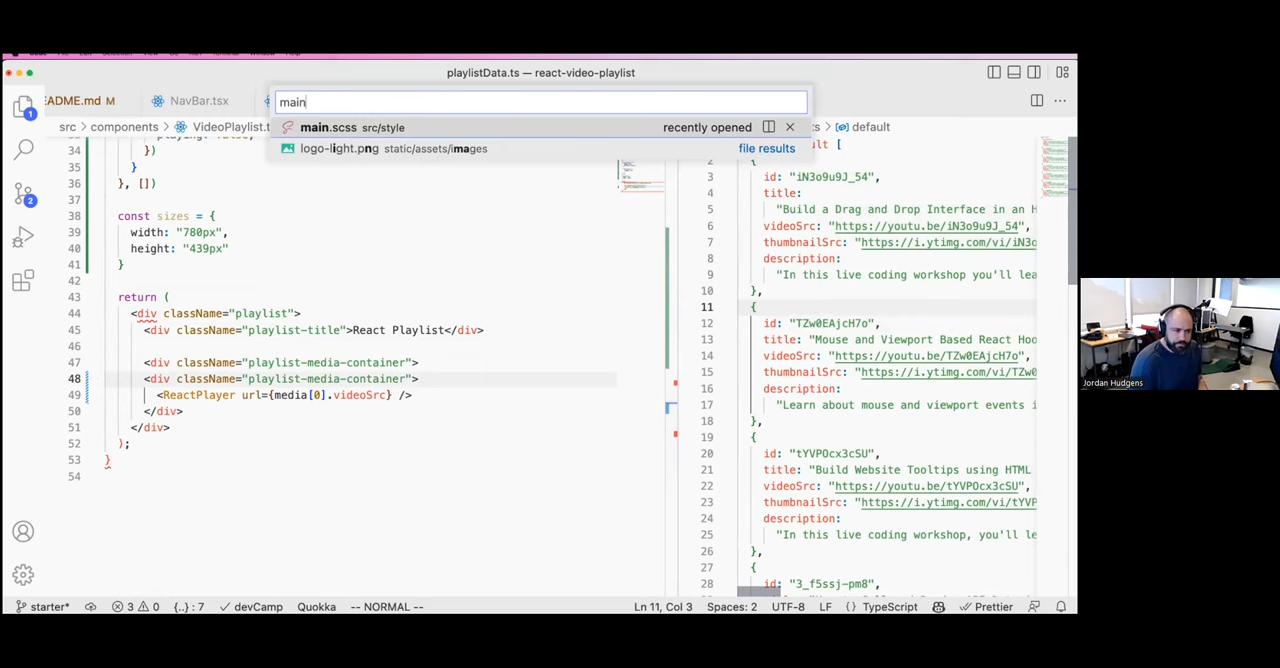 playlistData.ts — react-video-playlist
main
main.scss src/style recently opened
logo-light.png static/assets/images file results
EADME.md M NavBar.tsx
src > components > VideoPlaylist.t
default
34 })
35 }
36 }, [])
37
38 const sizes = {
39 width: "780px",
40 height: "439px"
41 }
42
43 return (
44 <div className="playlist">
45 <div className="playlist-title">React Playlist</div>
46
47 <div className="playlist-media-container">
48 <div className="playlist-media-container">
49 <ReactPlayer url={media[0].videoSrc} />
50 </div>
51 </div>
52 );
53 }
54
2 {
3 id: "iN3o9u9J_54",
4 title:
5 "Build a Drag and Drop Interface in an H
6 videoSrc: "https://youtu.be/iN3o9u9J_54",
7 thumbnailSrc: "https://i.ytimg.com/vi/iN3o
8 description:
9 "In this live coding workshop you'll lea
10 },
11 {
12 id: "TZw0EAjcH7o",
13 title: "Mouse and Viewport Based React Hoo
14 videoSrc: "https://youtu.be/TZw0EAjcH7o",
15 thumbnailSrc: "https://i.ytimg.com/vi/TZw0
16 description:
17 "Learn about mouse and viewport events i
18 },
19 {
20 id: "tYVPOcx3cSU",
21 title: "Build Website Tooltips using HTML
22 videoSrc: "https://youtu.be/tYVPOcx3cSU",
23 thumbnailSrc: "https://i.ytimg.com/vi/tYVP
24 description:
25 "In this live coding workshop, you'll le
26 },
27 {
28 id: "3_f5ssj-pm8",
Jordan Hudgens
starter* 3 0 {..} : 7 devCamp Quokka -- NORMAL -- Ln 11, Col 3 Spaces: 2 UTF-8 LF {} TypeScript Prettier